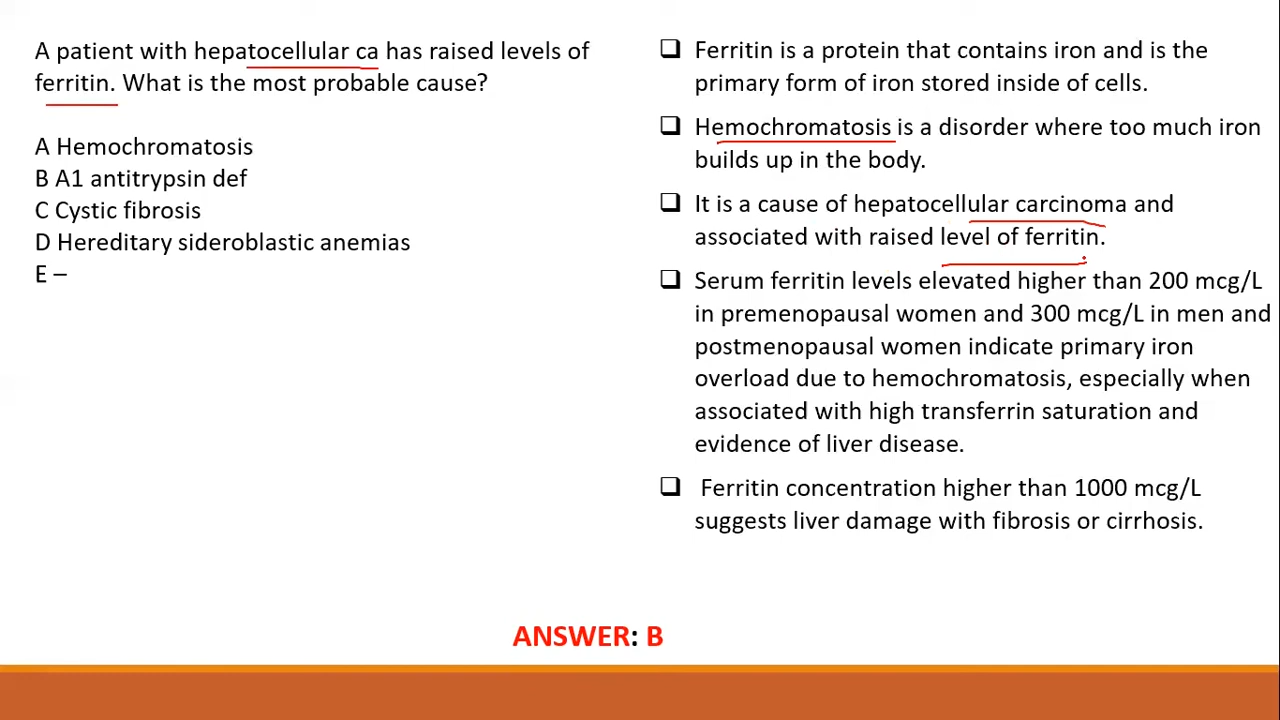 A patient with hepatocellular ca has raised levels of
ferritin. What is the most probable cause?
A Hemochromatosis
B A1 antitrypsin def
C Cystic fibrosis
D Hereditary sideroblastic anemias
E –
Ferritin is a protein that contains iron and is the
primary form of iron stored inside of cells.
Hemochromatosis is a disorder where too much iron
builds up in the body.
It is a cause of hepatocellular carcinoma and
associated with raised level of ferritin.
Serum ferritin levels elevated higher than 200 mcg/L
in premenopausal women and 300 mcg/L in men and
postmenopausal women indicate primary iron
overload due to hemochromatosis, especially when
associated with high transferrin saturation and
evidence of liver disease.
Ferritin concentration higher than 1000 mcg/L
suggests liver damage with fibrosis or cirrhosis.
ANSWER: B